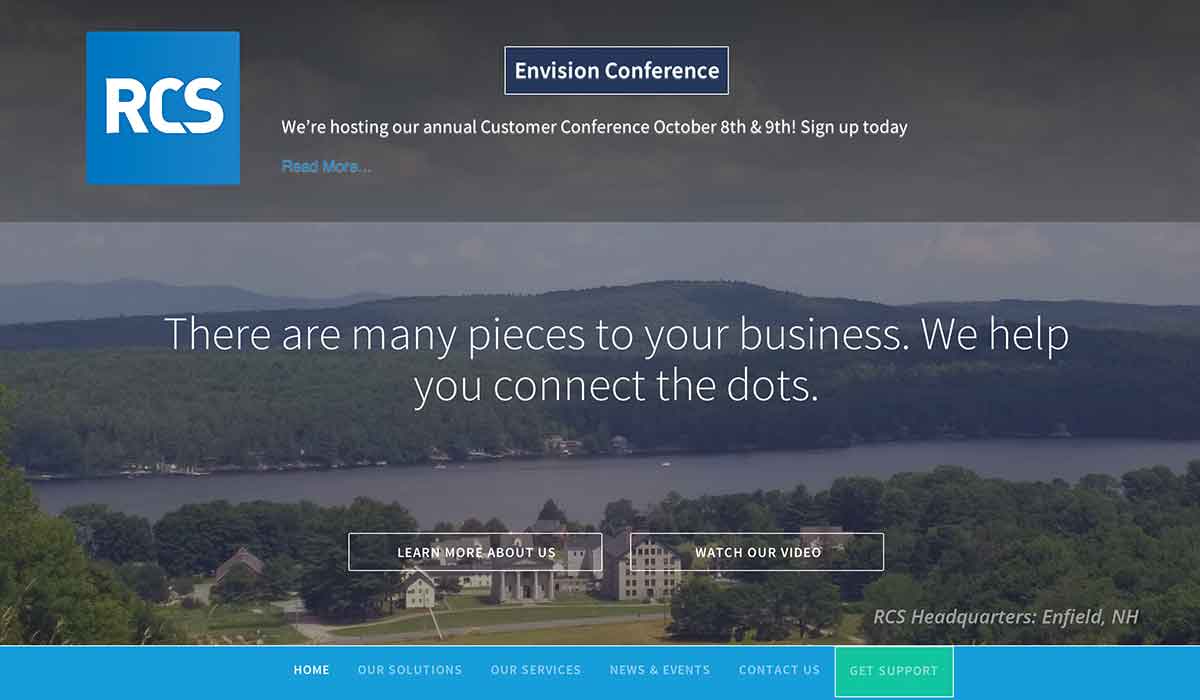 RCS
Envision Conference
We're hosting our annual Customer Conference October 8th & 9th! Sign up today
Read More...
There are many pieces to your business. We help
you connect the dots.
LEARN MORE ABOUT US
WATCH OUR VIDEO
RCS Headquarters: Enfield, NH
HOME
OUR SOLUTIONS
OUR SERVICES
NEWS & EVENTS
CONTACT US
GET SUPPORT